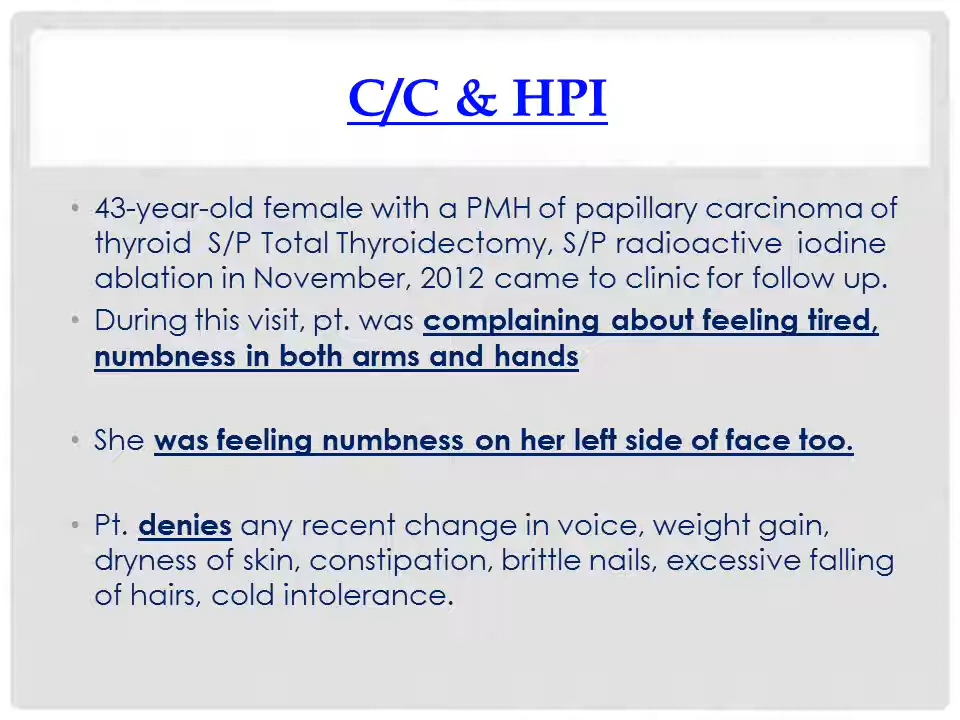 C/C & HPI
• 43-year-old female with a PMH of papillary carcinoma of
thyroid S/P Total Thyroidectomy, S/P radioactive iodine
ablation in November, 2012 came to clinic for follow up.
• During this visit, pt. was complaining about feeling tired,
numbness in both arms and hands
• She was feeling numbness on her left side of face too.
• Pt. denies any recent change in voice, weight gain,
dryness of skin, constipation, brittle nails, excessive falling
of hairs, cold intolerance.